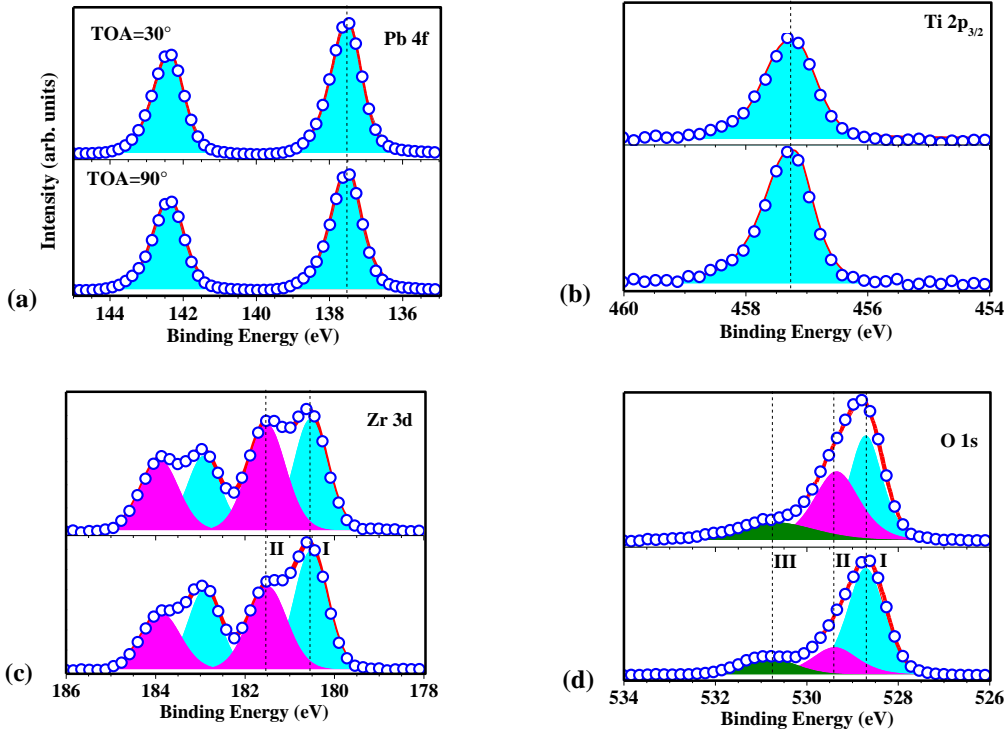 TOA=30°
Pb 4f
TOA=90°
Intensity (arb. units)
144 142 140 138 136
Binding Energy (eV)
(a)
Ti 2p3/2
460 458 456 454
Binding Energy (eV)
(b)
Zr 3d
II I
186 184 182 180 178
Binding Energy (eV)
(c)
O 1s
III II I
534 532 530 528 526
Binding Energy (eV)
(d)